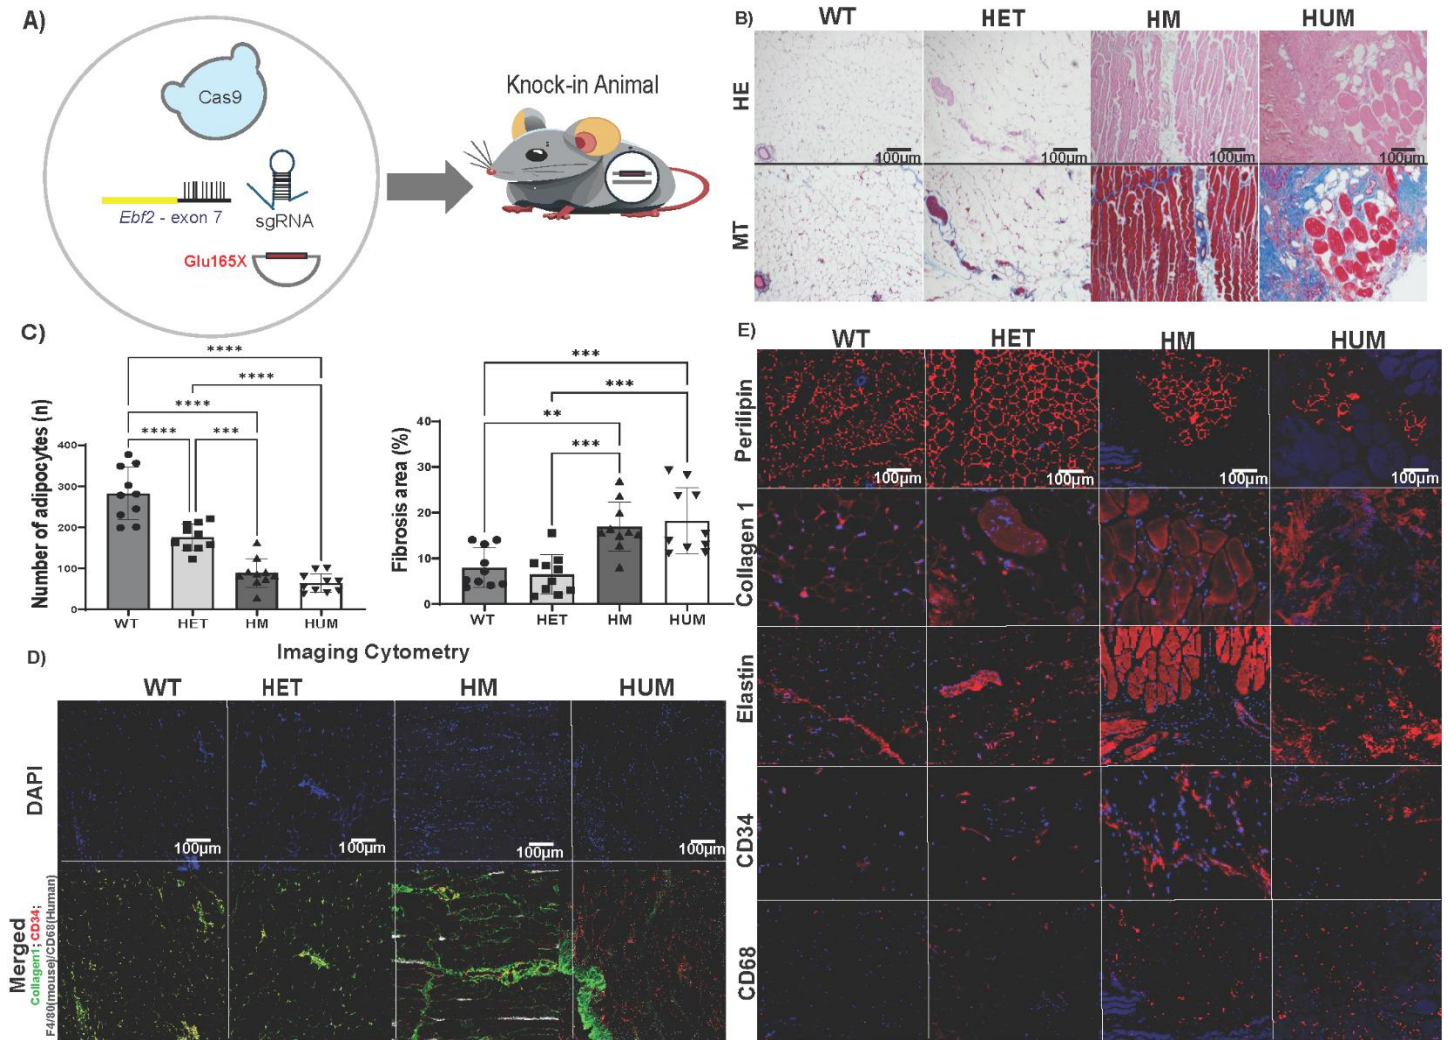 A)
Cas9
Ebf2 - exon 7
sgRNA
Glu165X
Knock-in Animal
B)
WT HET HM HUM
HE
100µm 100µm 100µm 100µm
MT
C)
****
****
****
**** ***
Number of adipocytes (n)
400
300
200
100
0
WT HET HM HUM
***
***
**
***
Fibrosis area (%)
40
30
20
10
0
WT HET HM HUM
D)
Imaging Cytometry
WT HET HM HUM
DAPI
100µm 100µm 100µm 100µm
Merged
Collagen1; CD34;
F4/80(mouse)/CD68(Human)
E)
WT HET HM HUM
Perilipin
100µm 100µm 100µm 100µm
Collagen 1
Elastin
CD34
CD68